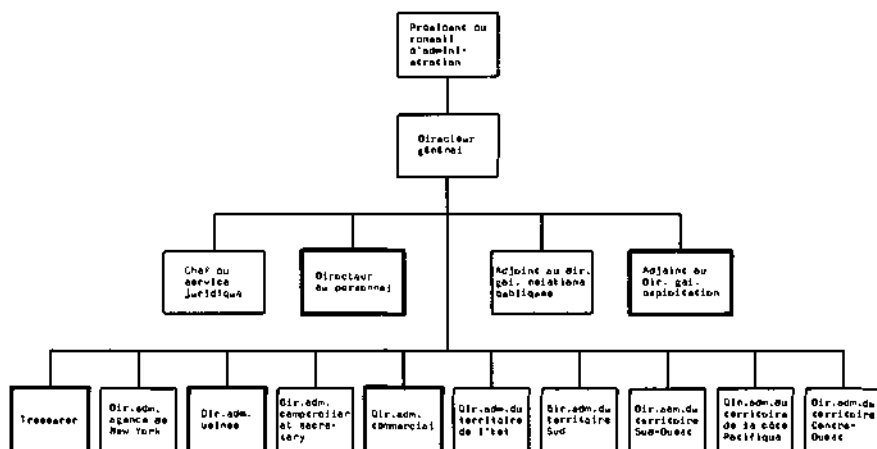 Président du
conseil
d'admini-
stration
Directeur
général
Chef du
service
juridique
Directeur
du personnel
Adjoint au dir.
gal. relations
publiques
Adjoint au
Dir. gal.
exploitation
Treasurer
Dir.adm.
agence de
New York
Dir.adm.
usines
Dir.adm.
comptroller
et secre-
tary
Dir.adm.
commercial
Dir.adm.du
territoire
de l'Est
Dir.adm.du
territoire
Sud
Dir.adm.du
territoire
Sud-Ouest
Dir.adm.du
territoire
de la côte
Pacifique
Dir.adm.du
territoire
Centre-
Ouest